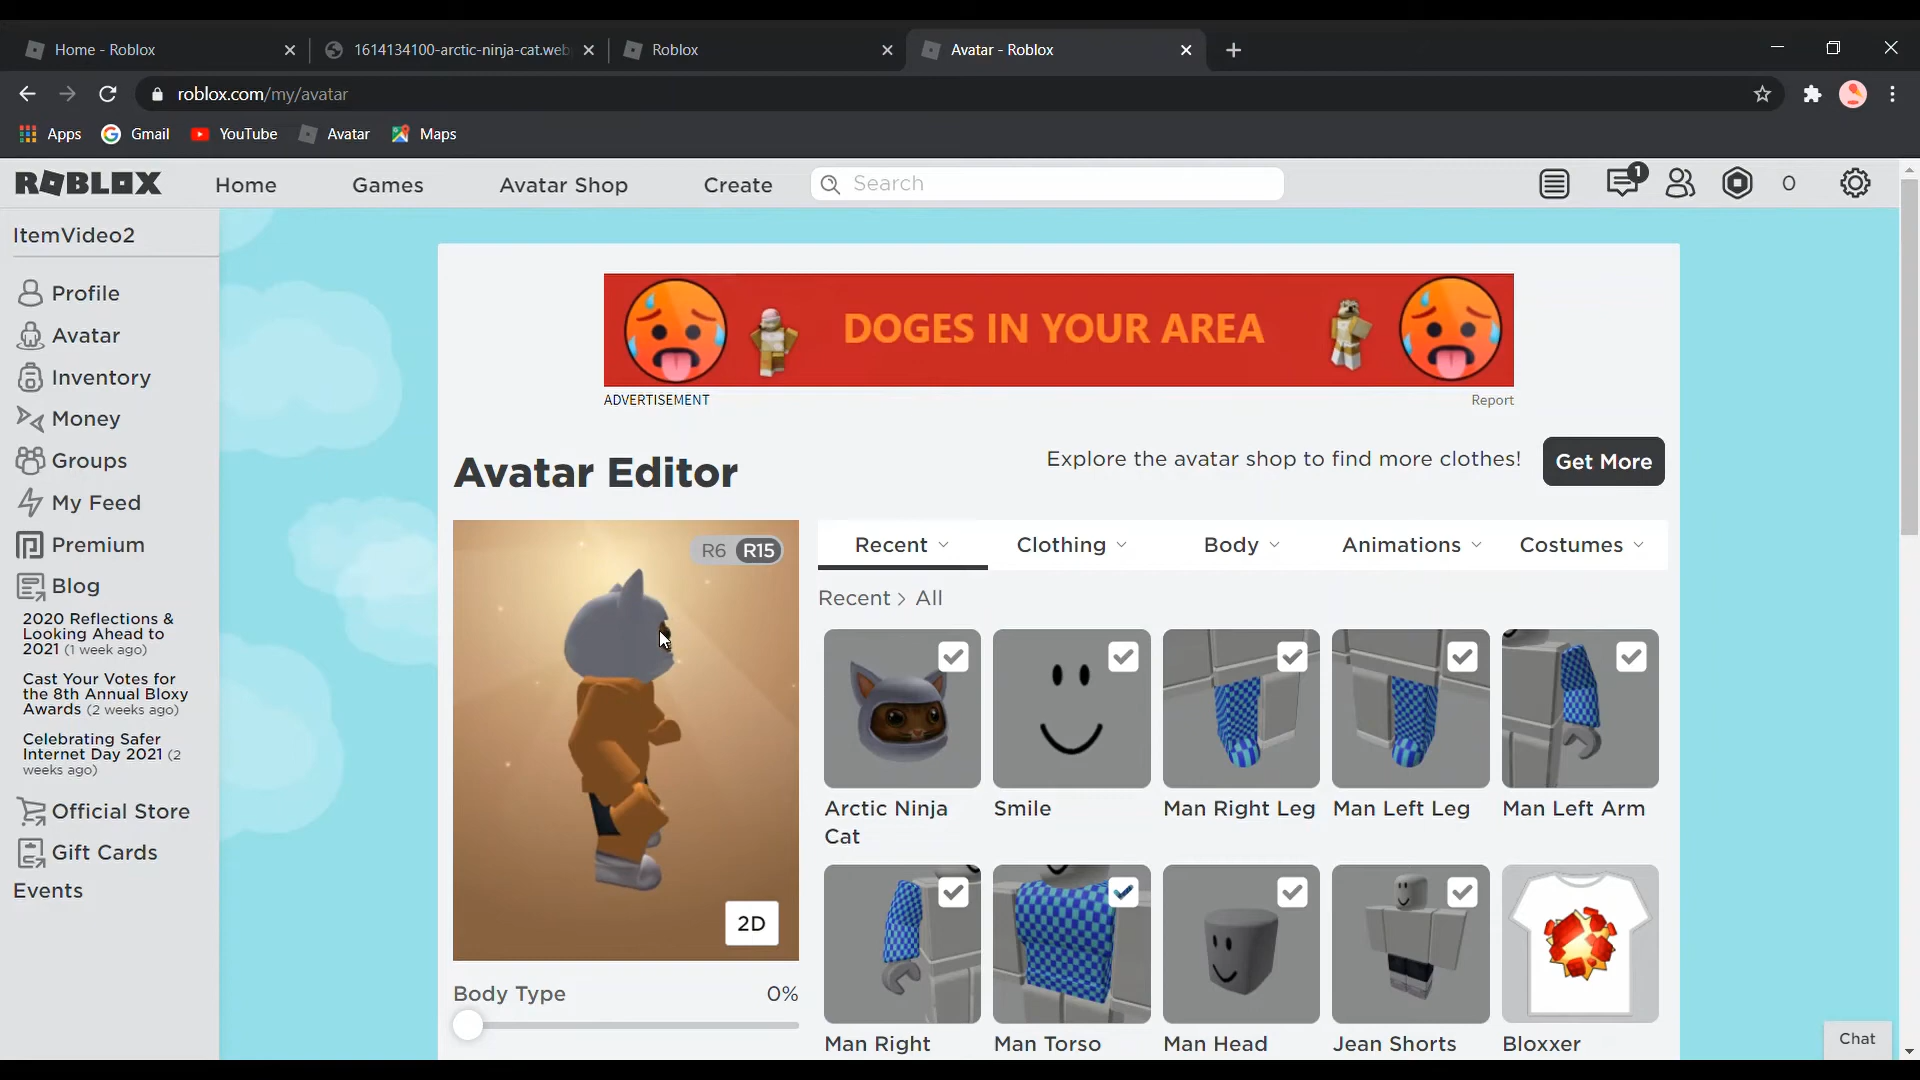 Home - Roblox
1614134100-arctic-ninja-cat.web
Roblox
Avatar - Roblox
roblox.com/my/avatar
Apps
Gmail
YouTube
Avatar
Maps
ROBLOX
Home
Games
Avatar Shop
Create
Search
1
0
ItemVideo2
Profile
Avatar
Inventory
Money
Groups
My Feed
Premium
Blog
2020 Reflections &
Looking Ahead to
2021 (1 week ago)
Cast Your Votes for
the 8th Annual Bloxy
Awards (2 weeks ago)
Celebrating Safer
Internet Day 2021 (2
weeks ago)
Official Store
Gift Cards
Events
DOGES IN YOUR AREA
ADVERTISEMENT
Report
Avatar Editor
Explore the avatar shop to find more clothes!
Get More
R6
R15
2D
Body Type
0%
Recent
Clothing
Body
Animations
Costumes
Recent > All
Arctic Ninja
Cat
Smile
Man Right Leg
Man Left Leg
Man Left Arm
Man Right
Man Torso
Man Head
Jean Shorts
Bloxxer
Chat